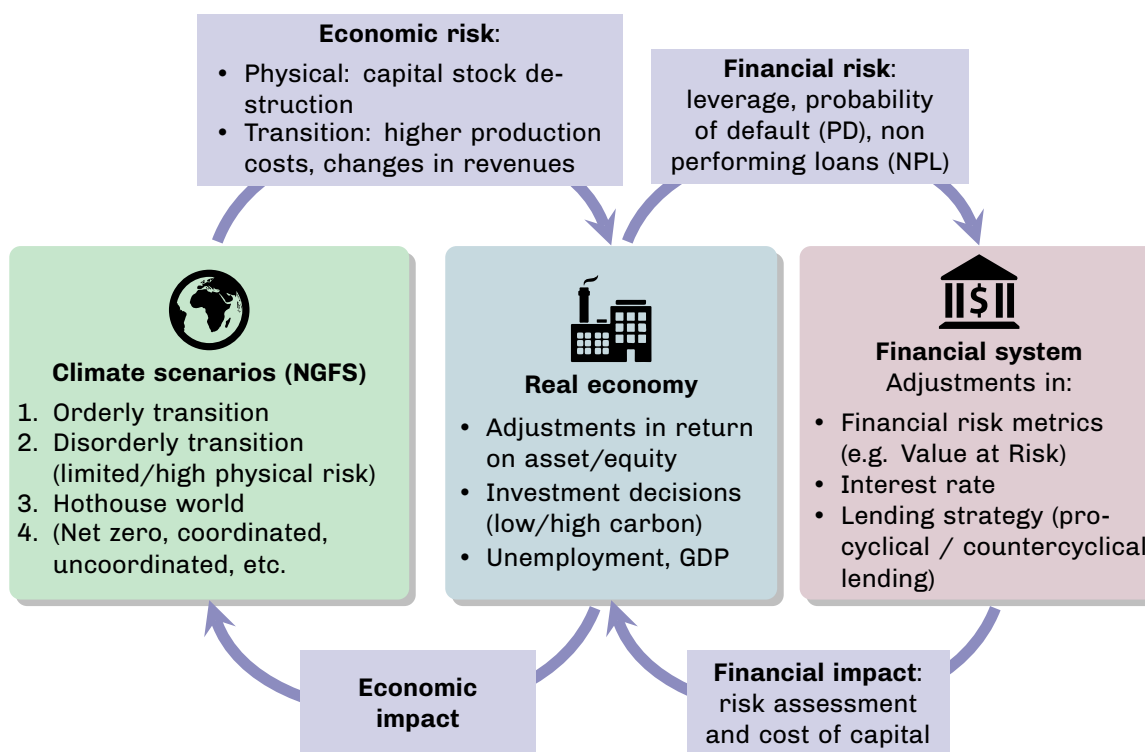 Economic risk:
• Physical: capital stock de-
struction
• Transition: higher production
costs, changes in revenues
Financial risk:
leverage, probability
of default (PD), non
performing loans (NPL)
Climate scenarios (NGFS)
1. Orderly transition
2. Disorderly transition
(limited/high physical risk)
3. Hothouse world
4. (Net zero, coordinated,
uncoordinated, etc.
Real economy
• Adjustments in return
on asset/equity
• Investment decisions
(low/high carbon)
• Unemployment, GDP
$
Financial system
Adjustments in:
• Financial risk metrics
(e.g. Value at Risk)
• Interest rate
• Lending strategy (pro-
cyclical / countercyclical
lending)
Economic
impact
Financial impact:
risk assessment
and cost of capital